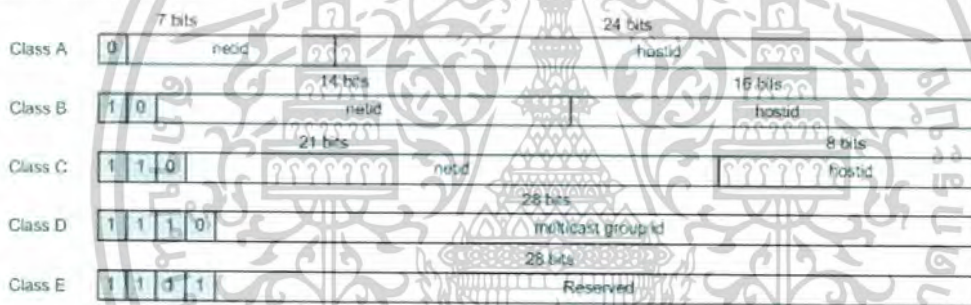 7 bits 24 bits
Class A 0 netid hostid
14 bits 16 bits
Class B 1 0 netid hostid
21 bits 8 bits
Class C 1 1 0 netid hostid
28 bits
Class D 1 1 1 0 multicast group id
28 bits
Class E 1 1 1 1 Reserved